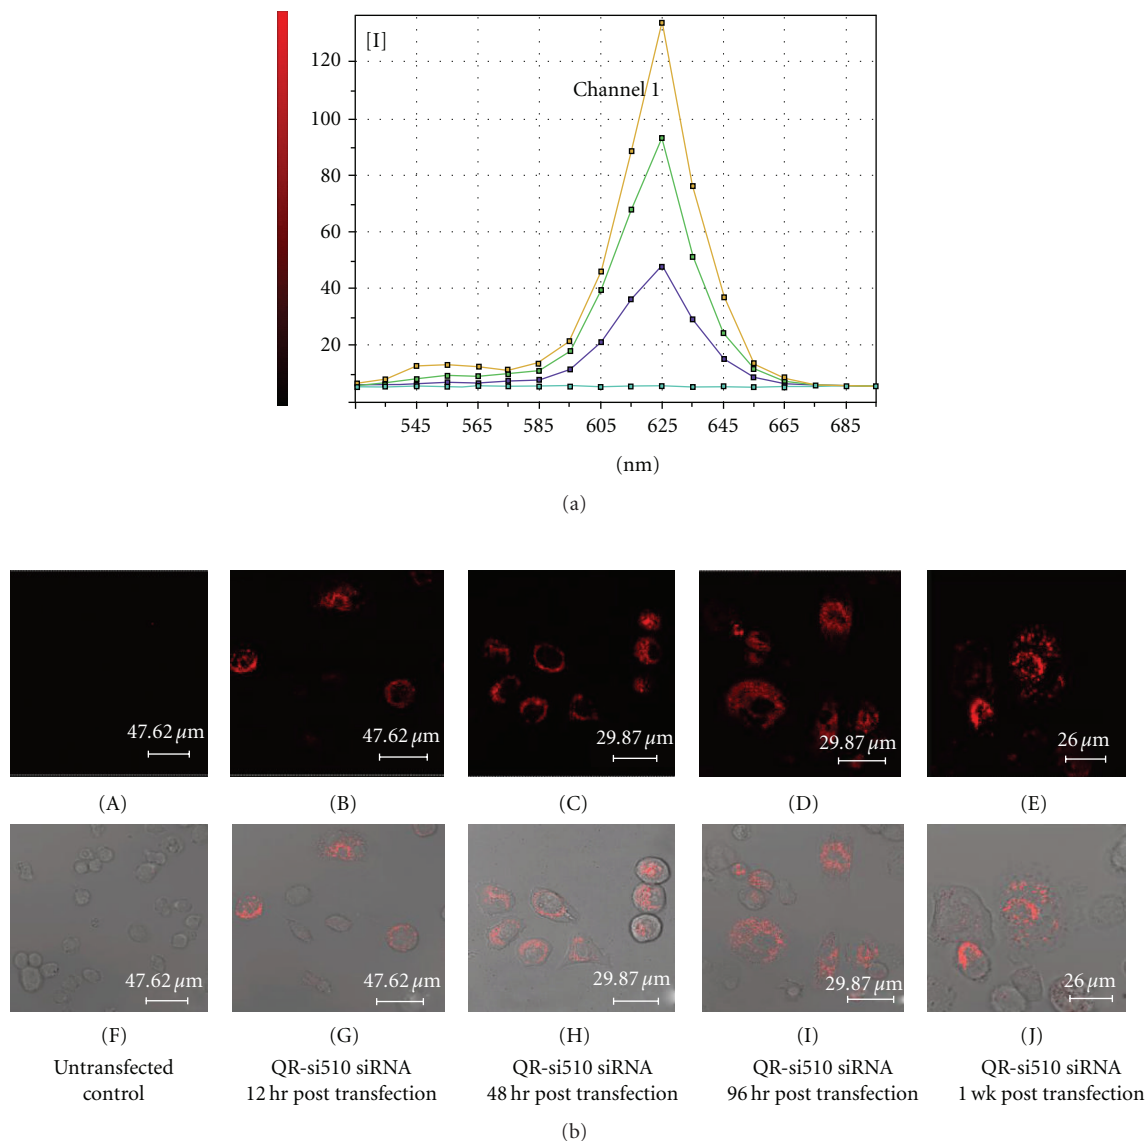 [I]
120
Channel 1
100
80
60
40
20
545 565 585 605 625 645 665 685
(nm)
(a)
47.62 µm 47.62 µm 29.87 µm 29.87 µm 26 µm
(A) (B) (C) (D) (E)
47.62 µm 47.62 µm 29.87 µm 29.87 µm 26 µm
(F) (G) (H) (I) (J)
Untransfected QR-si510 siRNA QR-si510 siRNA QR-si510 siRNA QR-si510 siRNA
control 12 hr post transfection 48 hr post transfection 96 hr post transfection 1 wk post transfection
(b)